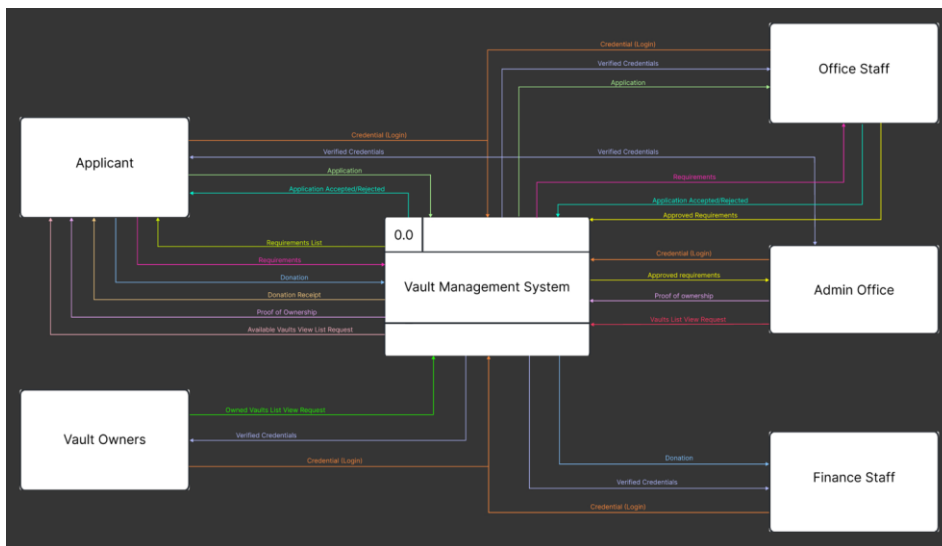 Credential (Login)
Verified Credentials
Office Staff
Application
Credential (Login)
Verified Credentials
Verified Credentials
Applicant
Application
Requirements
Application Accepted/Rejected
Application Accepted/Rejected
Approved Requirements
0.0
Requirements List
Credential (Login)
Requirements
Approved requirements
Donation
Vault Management System
Admin Office
Donation Receipt
Proof of ownership
Proof of Ownership
Vaults List View Request
Available Vaults View List Request
Owned Vaults List View Request
Vault Owners
Verified Credentials
Credential (Login)
Donation
Finance Staff
Verified Credentials
Credential (Login)